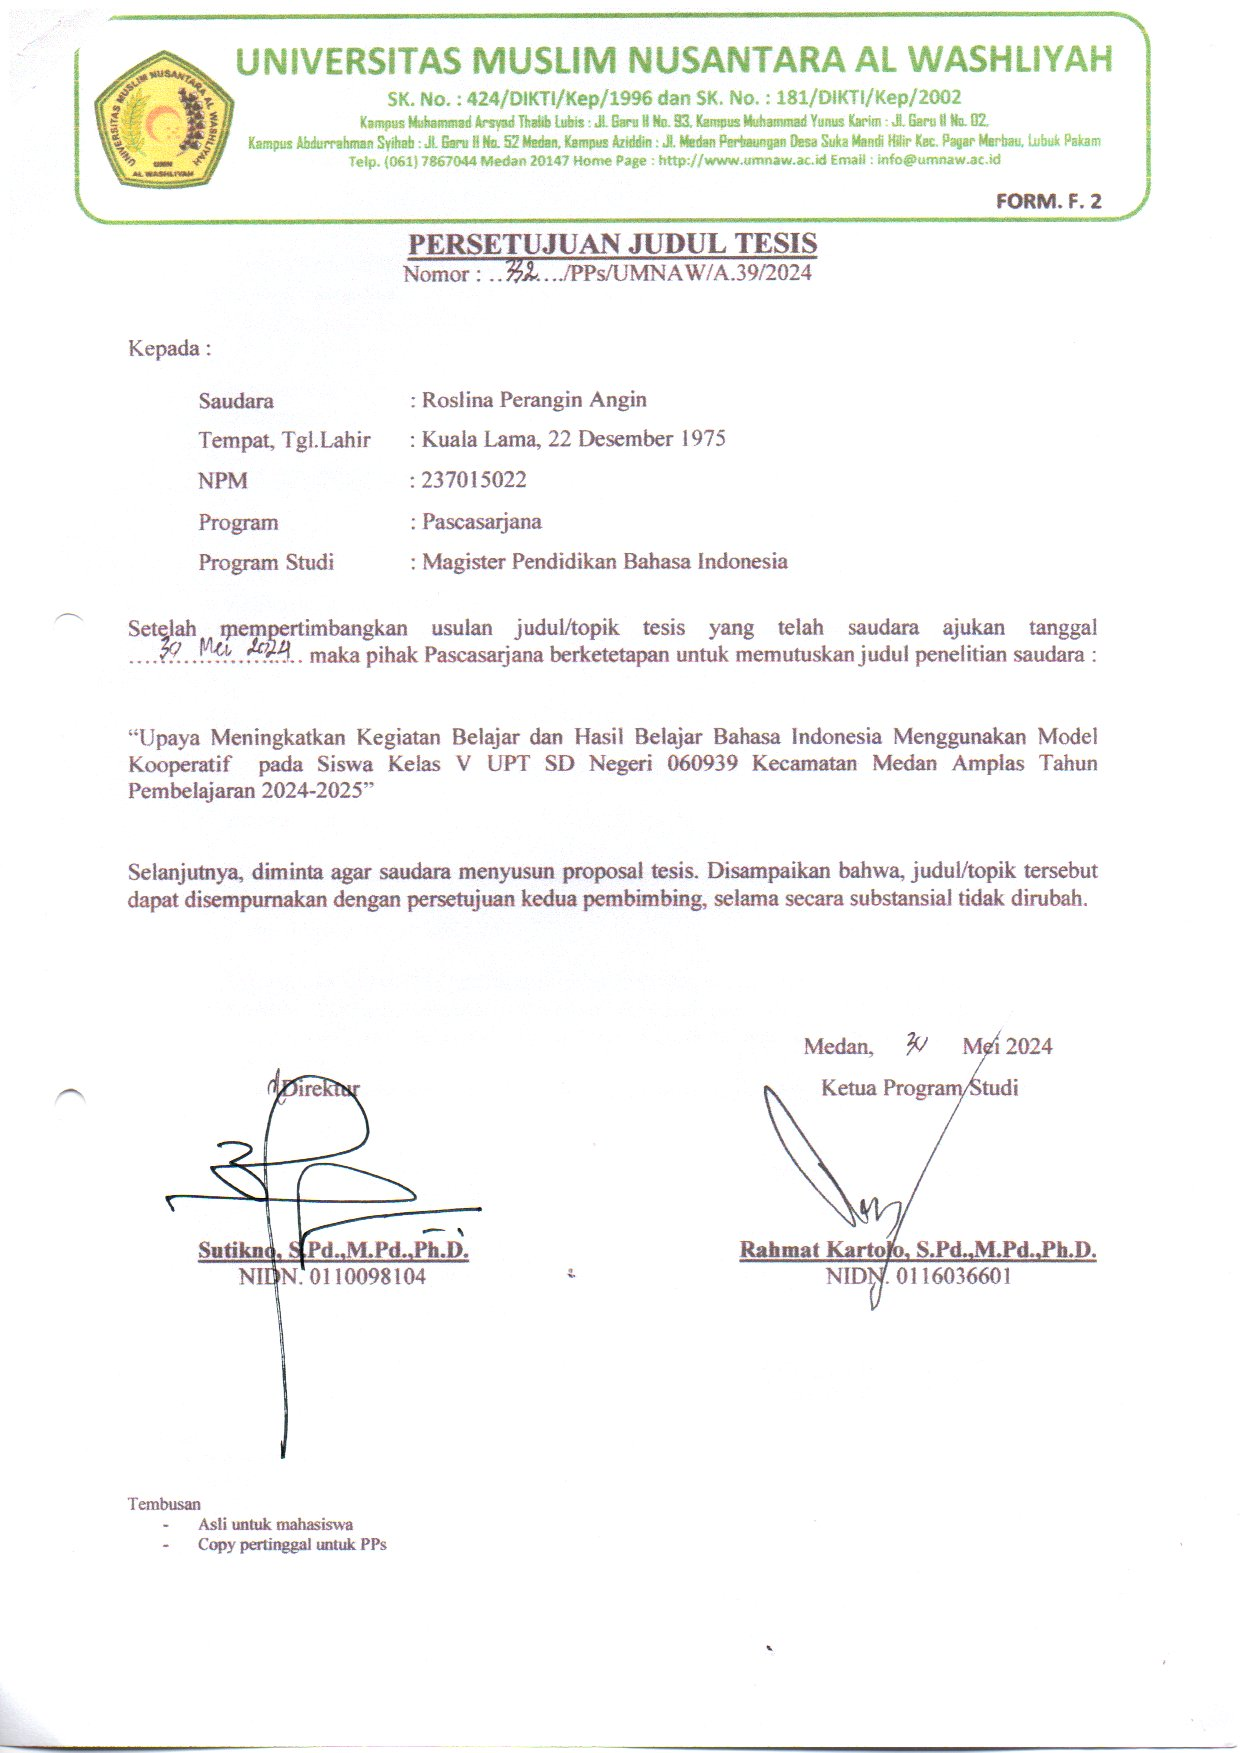 UNIVERSITAS MUSLIM NUSANTARA AL WASHLIYAH
SK. No. : 424/DIKTI/Kep/1996 dan SK. No. : 181/DIKTI/Kep/2002
Kampus Muhammad Arsyad Thalib Lubis : Jl. Garu II No. 93, Kampus Muhammad Yunus Karim : Jl. Garu II No. 02,
Kampus Abdurrahman Syihab : Jl. Garu II No. 52 Medan, Kampus Aziddin : Jl. Medan Perbaungan Desa Suka Mandi Hilir Kec. Pagar Merbau, Lubuk Pakam
Telp. (061) 7867044 Medan 20147 Home Page : http://www.umnaw.ac.id Email : info@umnaw.ac.id
UNIVERSITAS MUSLIM NUSANTARA AL WASHLIYAH
UMN
AL WASHLIYAH
FORM. F. 2
PERSETUJUAN JUDUL TESIS
Nomor : ..332..../PPs/UMNAW/A.39/2024
Kepada :
Saudara : Roslina Perangin Angin
Tempat, Tgl.Lahir : Kuala Lama, 22 Desember 1975
NPM : 237015022
Program : Pascasarjana
Program Studi : Magister Pendidikan Bahasa Indonesia
Setelah mempertimbangkan usulan judul/topik tesis yang telah saudara ajukan tanggal
30 Mei 2024 maka pihak Pascasarjana berketetapan untuk memutuskan judul penelitian saudara :
“Upaya Meningkatkan Kegiatan Belajar dan Hasil Belajar Bahasa Indonesia Menggunakan Model
Kooperatif pada Siswa Kelas V UPT SD Negeri 060939 Kecamatan Medan Amplas Tahun
Pembelajaran 2024-2025”
Selanjutnya, diminta agar saudara menyusun proposal tesis. Disampaikan bahwa, judul/topik tersebut
dapat disempurnakan dengan persetujuan kedua pembimbing, selama secara substansial tidak dirubah.
Medan, 30 Mei 2024
Direktur
Ketua Program Studi
Sutikno, S.Pd.,M.Pd.,Ph.D.
NIDN. 0110098104
Rahmat Kartolo, S.Pd.,M.Pd.,Ph.D.
NIDN. 0116036601
Tembusan
- Asli untuk mahasiswa
- Copy pertinggal untuk PPs